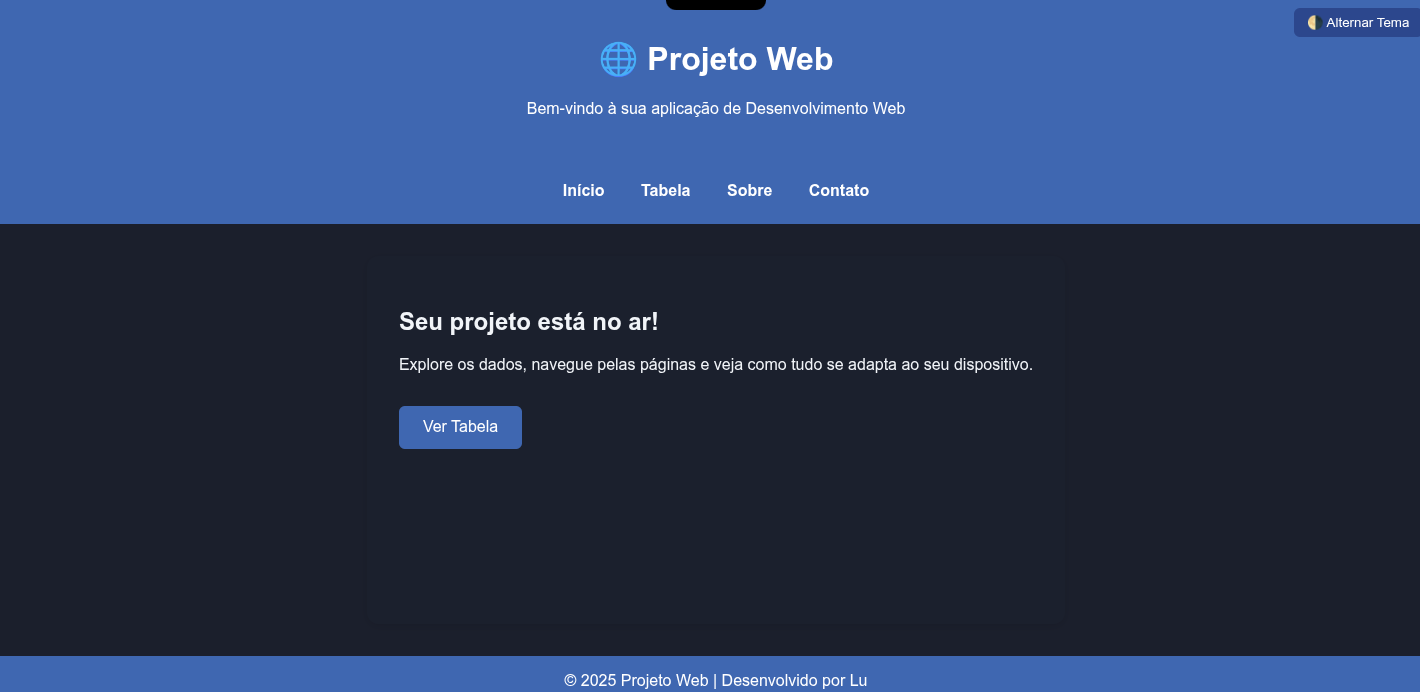 🌗 Alternar Tema
🌐 Projeto Web
Bem-vindo à sua aplicação de Desenvolvimento Web
Início Tabela Sobre Contato
Seu projeto está no ar!
Explore os dados, navegue pelas páginas e veja como tudo se adapta ao seu dispositivo.
Ver Tabela
© 2025 Projeto Web | Desenvolvido por Lu